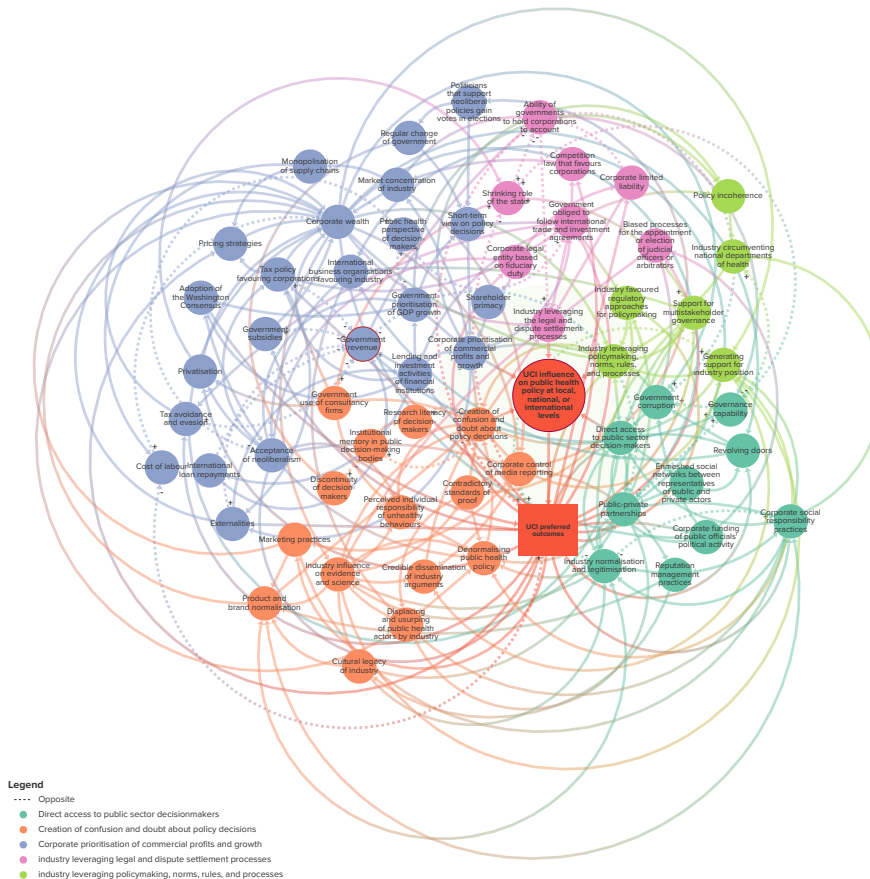 Politicians
that support
neoliberal
policies gain
votes in elections
Ability of
governments
to hold corporations
to account
Regular change
of government
Monopolisation
of supply chains
Competition
law that favours
corporations
Market concentration
of industry
Corporate limited
liability
Shrinking role
of the state
Policy incoherence
Corporate wealth
Public health
perspective
of decision-
makers
Short-term
view on policy
decisions
Government
obliged to
follow international
trade and investment
agreements
Biased processes
for the appointment
or election
of judicial
officers or
arbitrators
Pricing strategies
Industry circumventing
national departments
of health
Corporate legal
entity based on
fiduciary
duty
Tax policy
favouring corporations
International
business organisations
favouring industry
Adoption of
the Washington
Consensus
Government
prioritisation
of GDP growth
Shareholder
primacy
Industry favoured
regulatory
approaches
for policymaking
Support for
multistakeholder
governance
Industry leveraging
the legal and
dispute settlement
processes
Government
subsidies
Government
revenue
Corporate prioritisation
of commercial
profits and
growth
Industry leveraging
policymaking,
norms, rules,
and processes
Generating
support for
industry position
Lending and
investment
activities
of financial
institutions
Privatisation
UCI influence
on public health
policy at local,
national, or
international
levels
Government
use of consultancy
firms
Government
corruption
Governance
capability
Tax avoidance
and evasion
Research literacy
of decision-
makers
Creation of
confusion and
doubt about
policy decisions
Direct access
to public sector
decision-makers
Institutional
memory in public
decision-making
bodies
Revolving doors
Cost of labour
International
loan repayments
Acceptance
of neoliberalism
Corporate control
of media reporting
Enmeshed social
networks between
representatives
of public and
private actors
Discontinuity
of decision-
makers
Contradictory
standards of
proof
Perceived individual
responsibility
of unhealthy
behaviours
Public-private
partnerships
Externalities
Corporate social
responsibility
practices
UCI preferred
outcomes
Corporate funding
of public officials'
political activity
Marketing practices
Denormalising
public health
policy
Industry normalisation
and legitimisation
Reputation
management
practices
Industry influence
on evidence
and science
Credible dissemination
of industry
arguments
Product and
brand normalisation
Displacing
and usurping
of public health
actors by industry
Cultural legacy
of industry
Legend
Opposite
Direct access to public sector decisionmakers
Creation of confusion and doubt about policy decisions
Corporate prioritisation of commercial profits and growth
industry leveraging legal and dispute settlement processes
industry leveraging policymaking, norms, rules, and processes